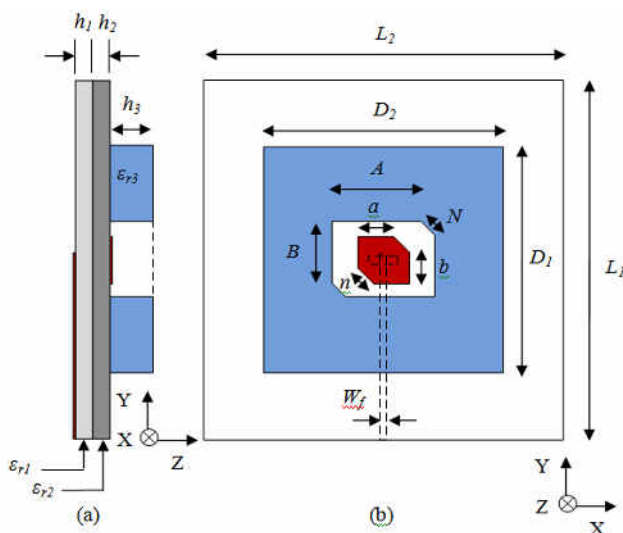 h1 h2
L2
h3
D2
εr3
A
a
N
B
b
D1
L1
n
Wf
Y
X
Z
εr1
εr2
Y
Z
X
(a)
(b)